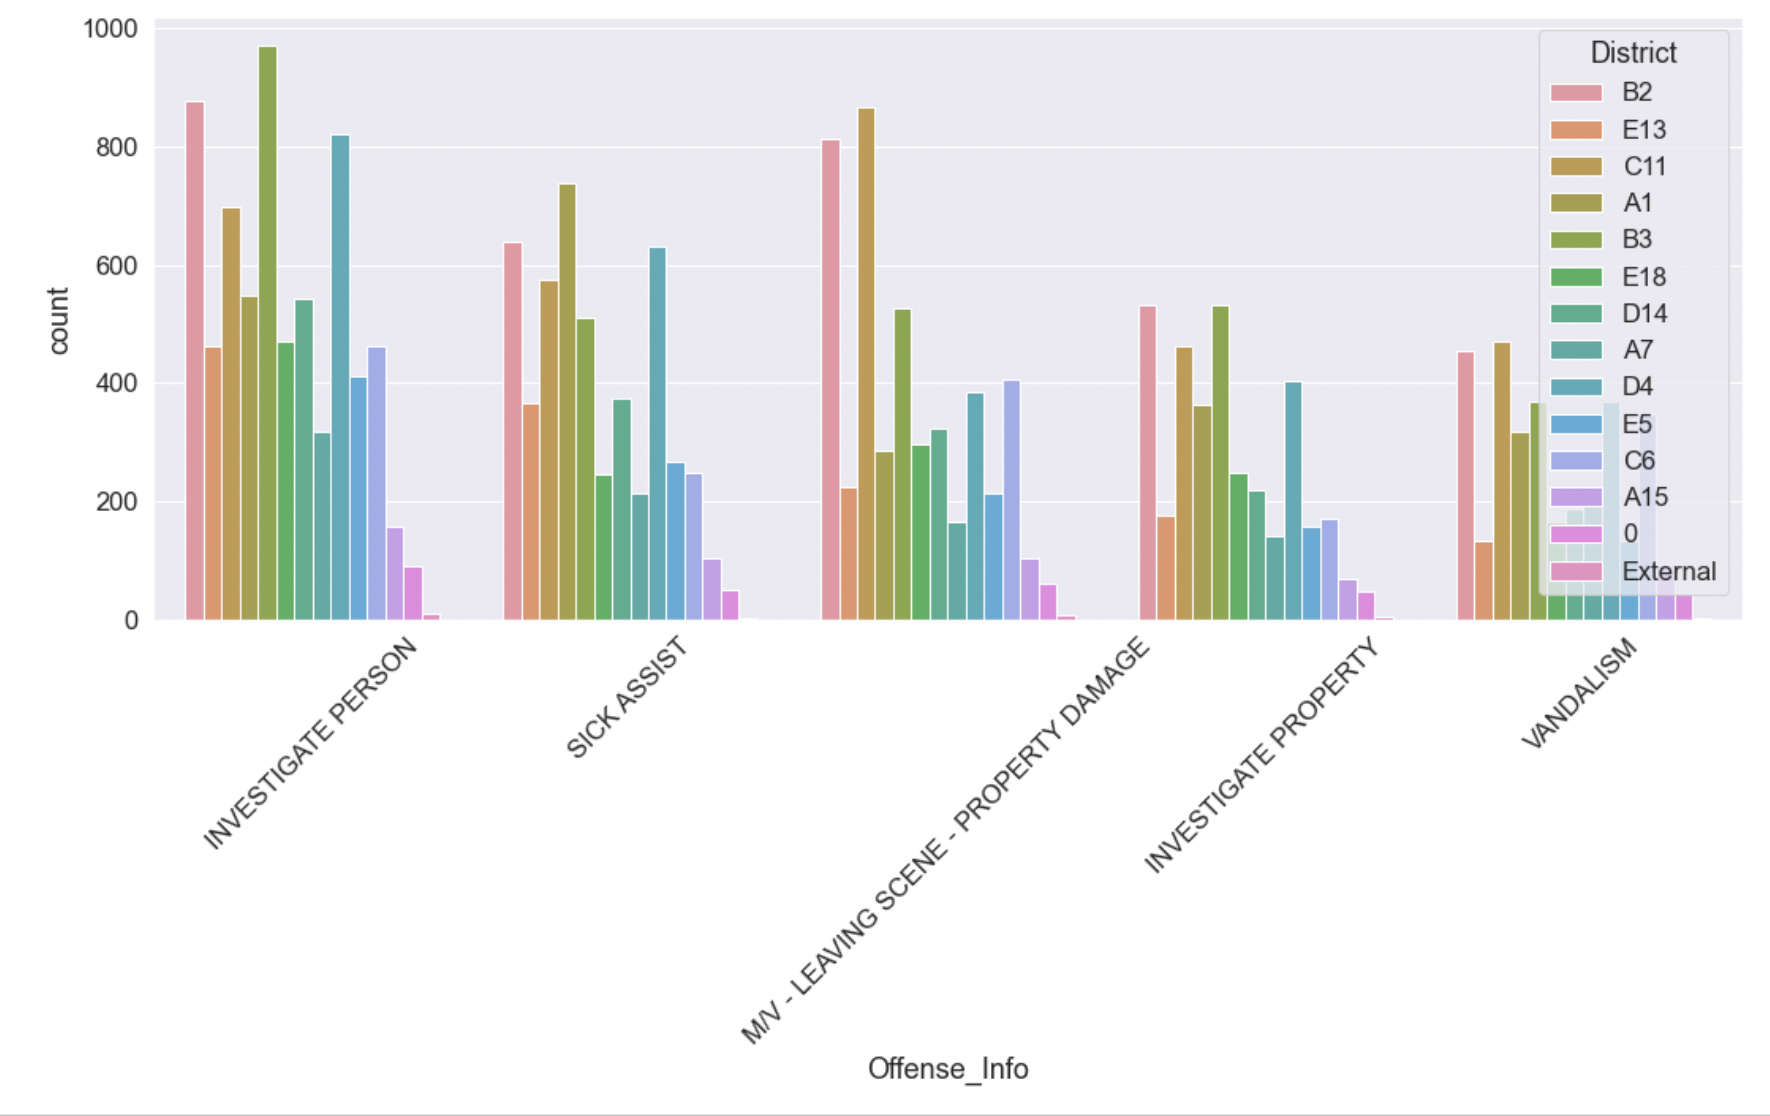 1000
800
600
400
200
0
count
District
B2
E13
C11
A1
B3
E18
D14
A7
D4
E5
C6
A15
0
External
INVESTIGATE PERSON
SICK ASSIST
M/V - LEAVING SCENE - PROPERTY DAMAGE
INVESTIGATE PROPERTY
VANDALISM
Offense_Info